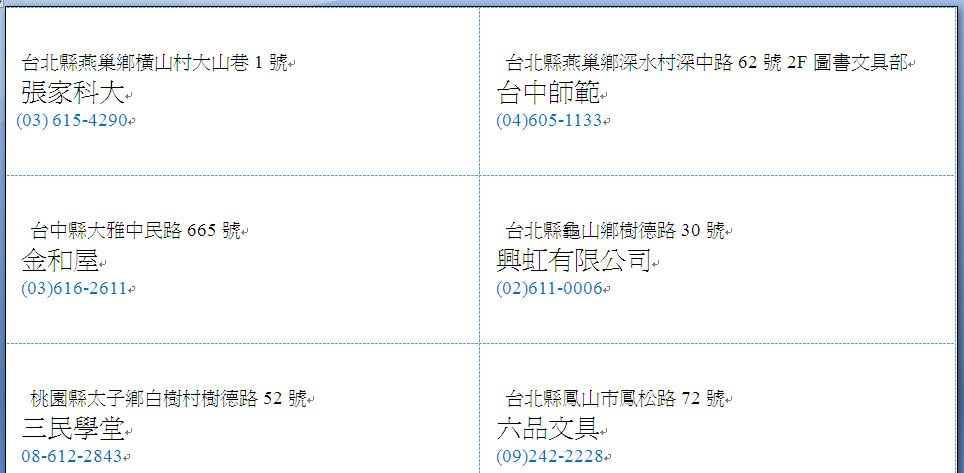 台北縣燕巢鄉橫山村大山巷 1 號
張家科大
(03) 615-4290
台北縣燕巢鄉深水村深中路 62 號 2F 圖書文具部
台中師範
(04)605-1133
台中縣大雅中民路 665 號
金和屋
(03)616-2611
台北縣龜山鄉樹德路 30 號
興虹有限公司
(02)611-0006
桃園縣太子鄉白樹村樹德路 52 號
三民學堂
08-612-2843
台北縣鳳山市鳳松路 72 號
六品文具
(09)242-2228